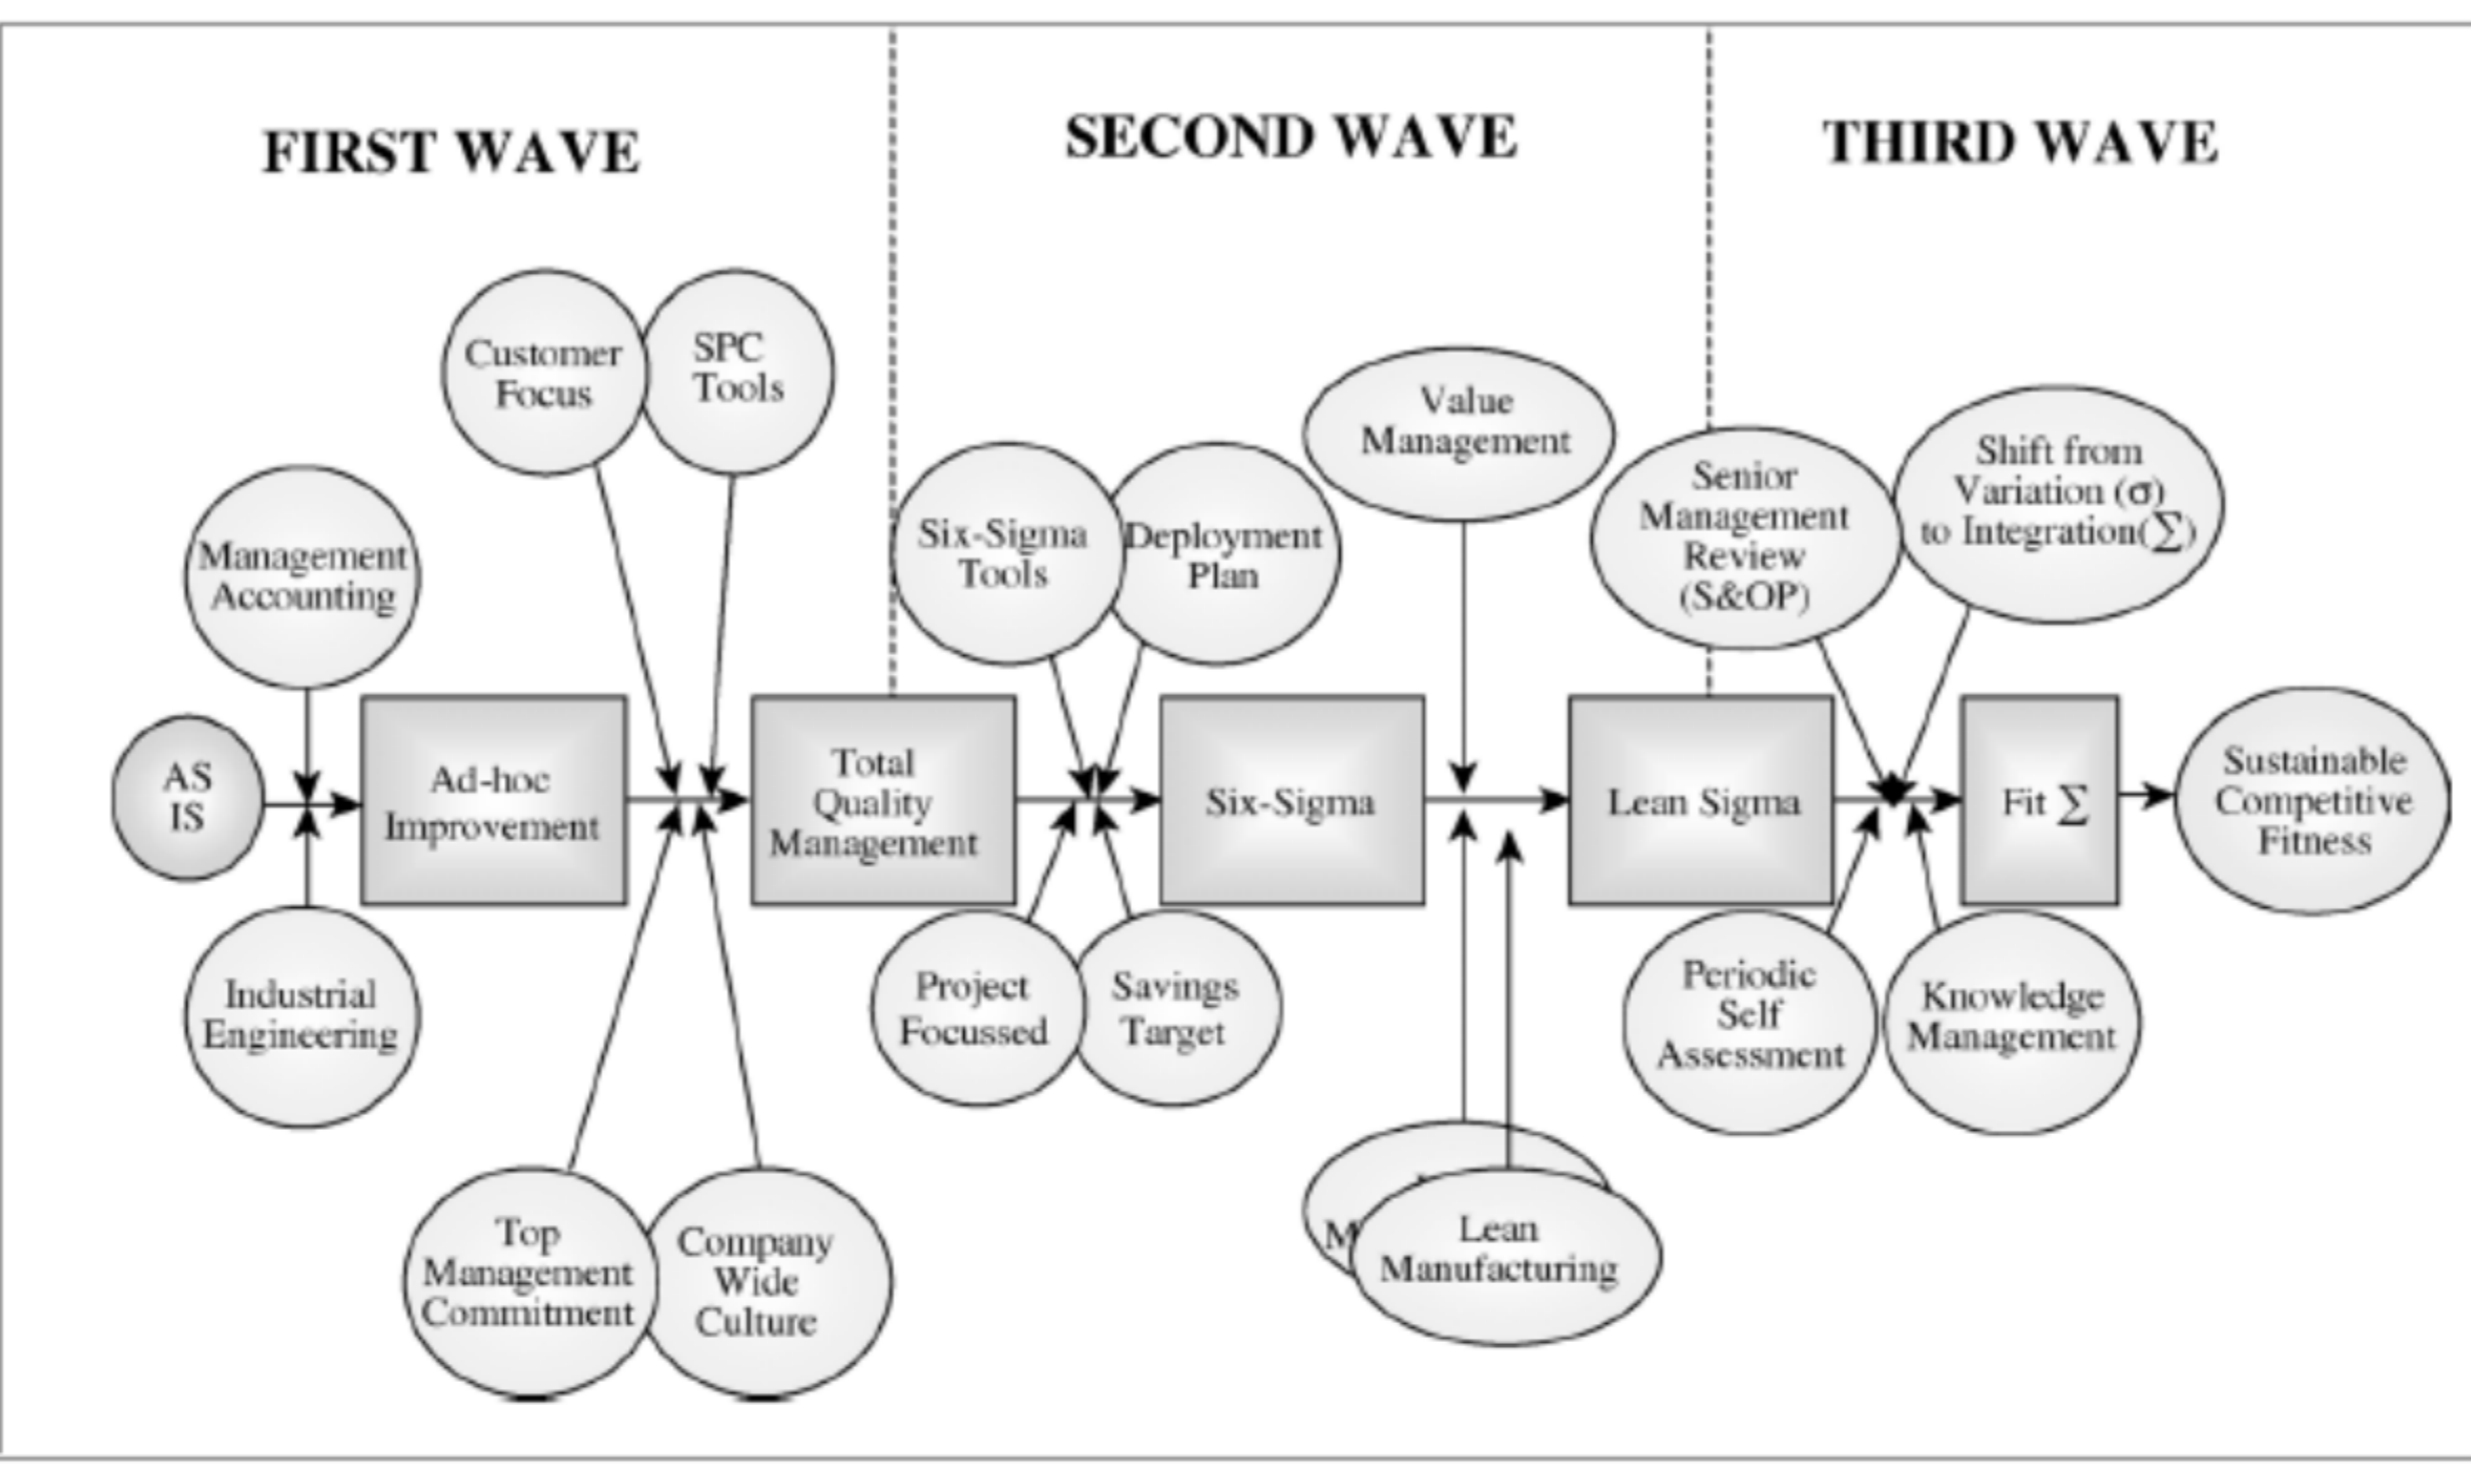 FIRST WAVE
SECOND WAVE
THIRD WAVE
Customer
Focus
SPC
Tools
Management
Accounting
AS
IS
Industrial
Engineering
Ad-hoc
Improvement
Top
Management
Commitment
Company
Wide
Culture
Total
Quality
Management
Six-Sigma
Tools
Deployment
Plan
Project
Focussed
Savings
Target
Six-Sigma
Value
Management
Lean
Manufacturing
Lean Sigma
Senior
Management
Review
(S&OP)
Shift from
Variation (σ)
to Integration(∑)
Periodic
Self
Assessment
Knowledge
Management
Fit ∑
Sustainable
Competitive
Fitness